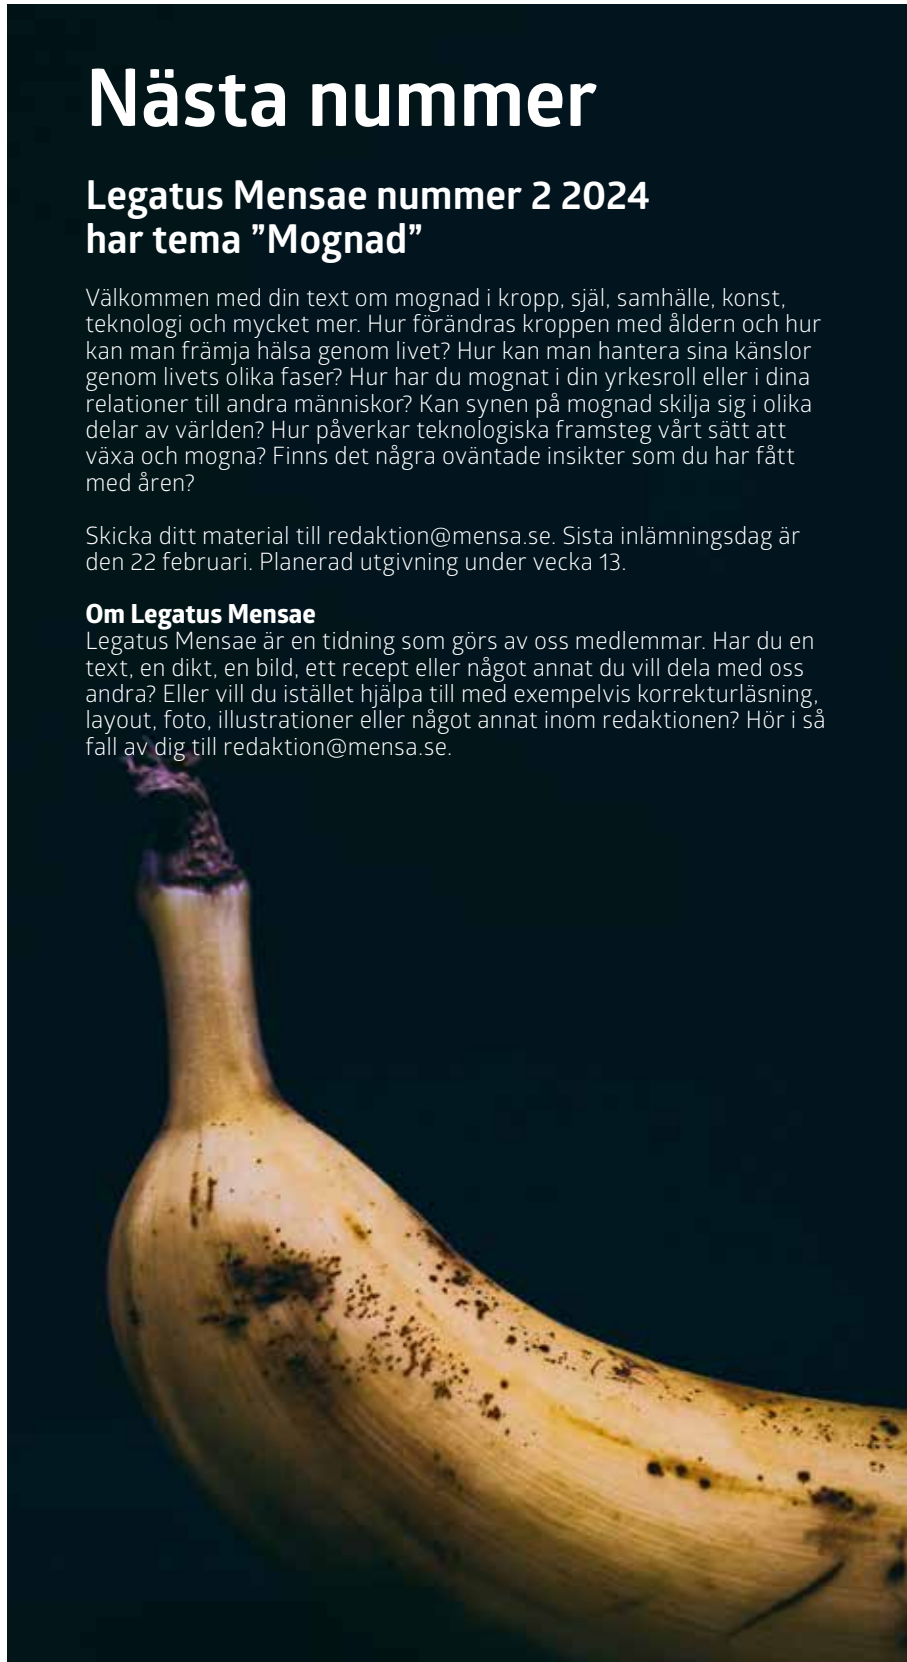 Nästa nummer
Legatus Mensae nummer 2 2024
har tema ”Mognad”
Välkommen med din text om mognad i kropp, själ, samhälle, konst,
teknologi och mycket mer. Hur förändras kroppen med åldern och hur
kan man främja hälsa genom livet? Hur kan man hantera sina känslor
genom livets olika faser? Hur har du mognat i din yrkesroll eller i dina
relationer till andra människor? Kan synen på mognad skilja sig i olika
delar av världen? Hur påverkar teknologiska framsteg vårt sätt att
växa och mogna? Finns det några oväntade insikter som du har fått
med åren?
Skicka ditt material till redaktion@mensa.se. Sista inlämningsdag är
den 22 februari. Planerad utgivning under vecka 13.
Om Legatus Mensae
Legatus Mensae är en tidning som görs av oss medlemmar. Har du en
text, en dikt, en bild, ett recept eller något annat du vill dela med oss
andra? Eller vill du istället hjälpa till med exempelvis korrekturläsning,
layout, foto, illustrationer eller något annat inom redaktionen? Hör i så
fall av dig till redaktion@mensa.se.